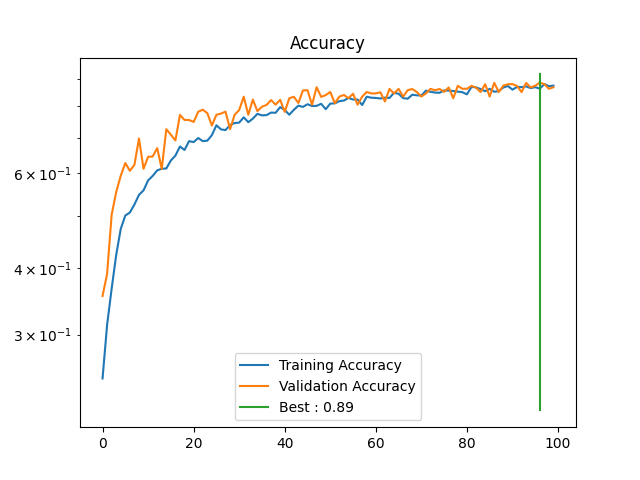 Accuracy
6 × 10⁻¹
4 × 10⁻¹
3 × 10⁻¹
Training Accuracy
Validation Accuracy
Best : 0.89
0 20 40 60 80 100